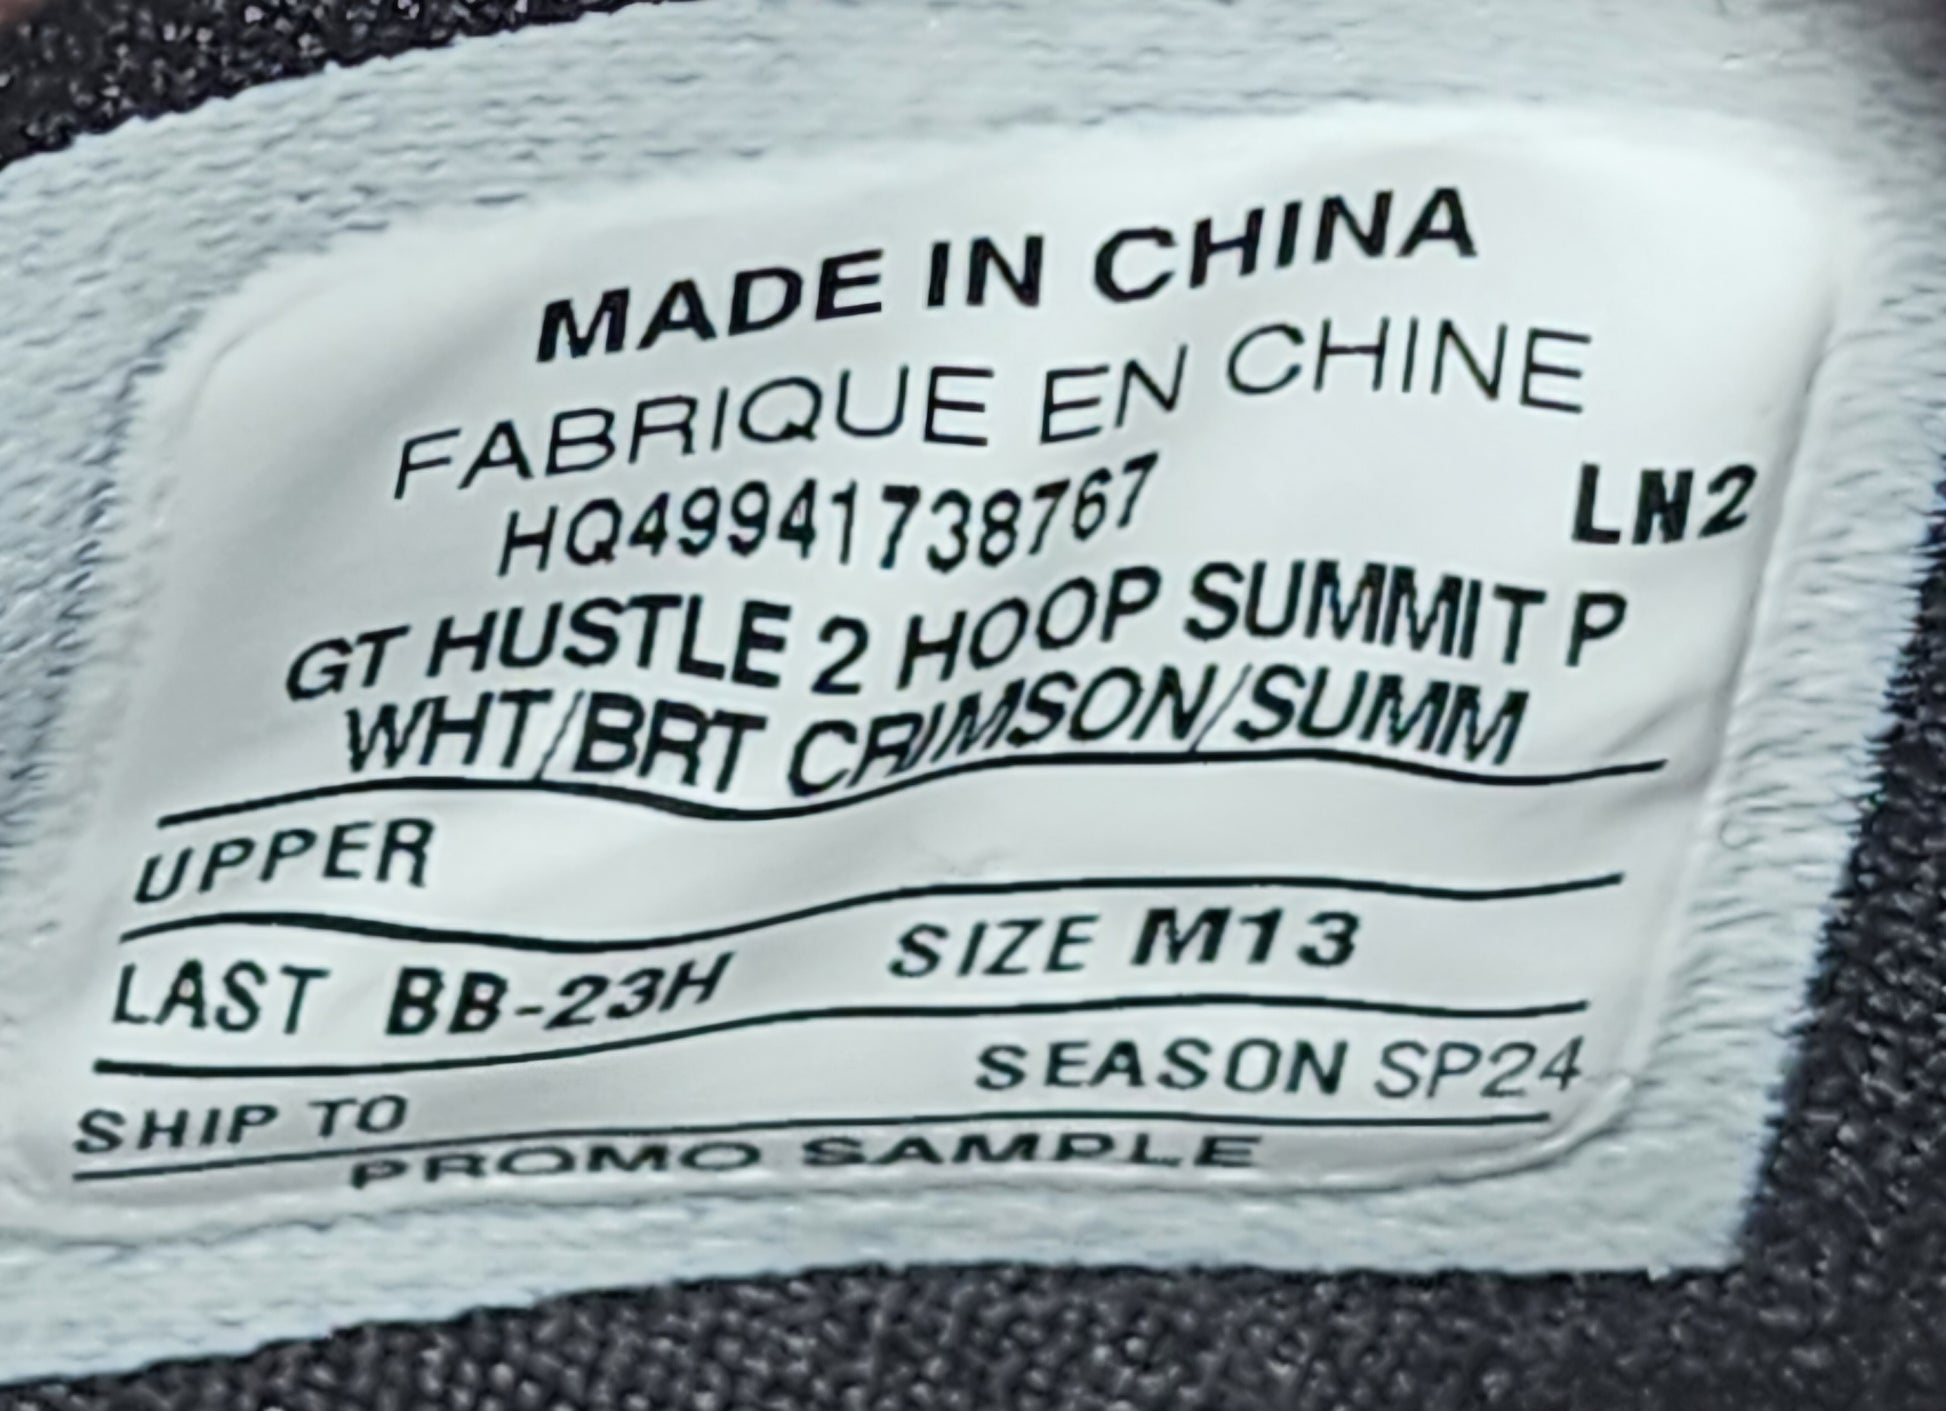 MADE IN CHINA
FABRIQUE EN CHINE
HQ49941738767 LN2
GT HUSTLE 2 HOOP SUMMIT P
WHT/BRT CRIMSON/SUMM
UPPER
LAST BB-23H SIZE M13
SHIP TO SEASON SP24
PROMO SAMPLE